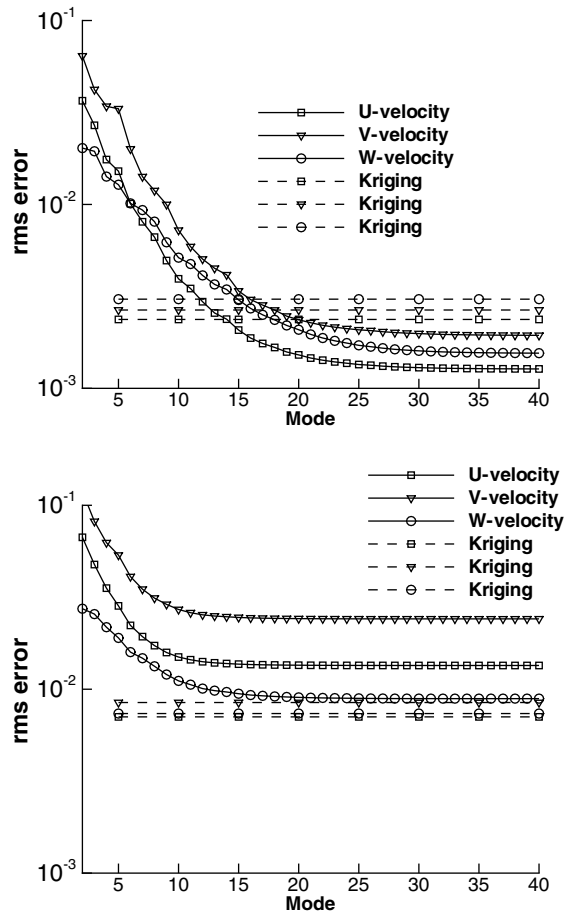 10^-1
U-velocity
V-velocity
W-velocity
Kriging
Kriging
Kriging
rms error
10^-2
10^-3
5 10 15 20 25 30 35 40
Mode
U-velocity
V-velocity
W-velocity
Kriging
Kriging
Kriging
10^-1
rms error
10^-2
10^-3
5 10 15 20 25 30 35 40
Mode